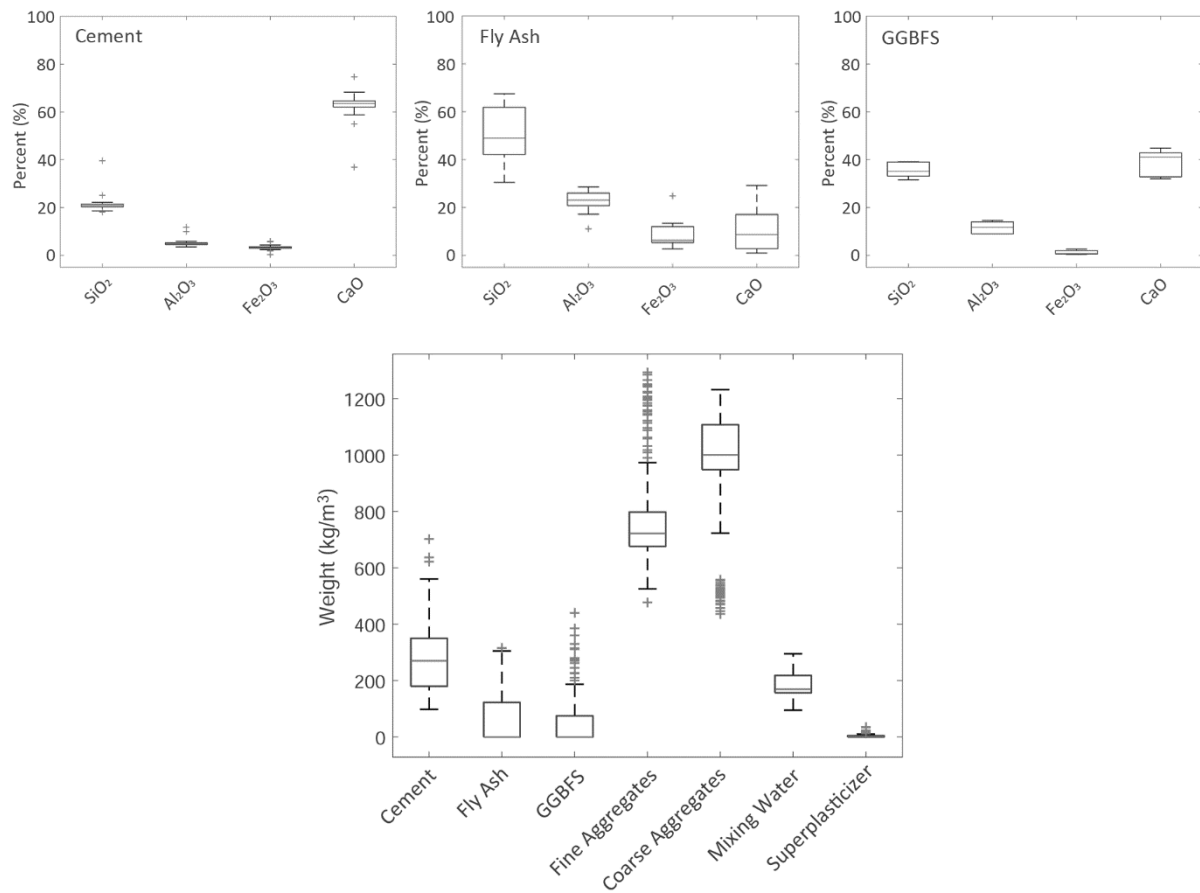 Cement
Percent (%)
100
80
60
40
20
0
SiO₂
Al₂O₃
Fe₂O₃
CaO
Fly Ash
Percent (%)
100
80
60
40
20
0
SiO₂
Al₂O₃
Fe₂O₃
CaO
GGBFS
Percent (%)
100
80
60
40
20
0
SiO₂
Al₂O₃
Fe₂O₃
CaO
Weight (kg/m³)
1200
1000
800
600
400
200
0
Cement
Fly Ash
GGBFS
Fine Aggregates
Coarse Aggregates
Mixing Water
Superplasticizer